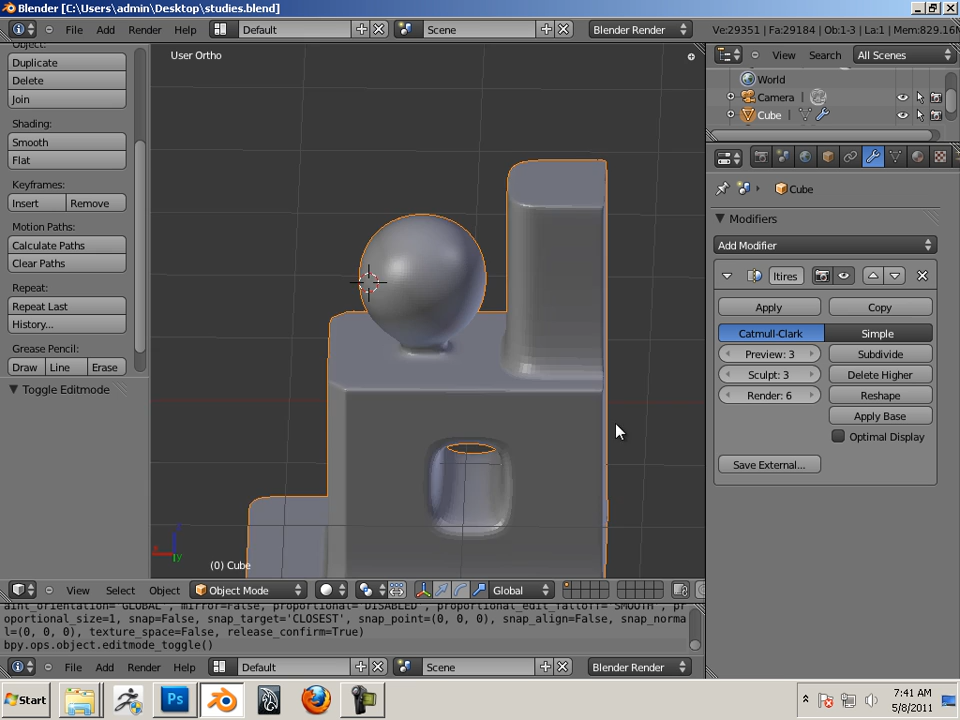 Blender [C:\Users\admin\Desktop\studies.blend]
File Add Render Help Default Scene Blender Render Ve:29351 | Fa:29184 | Ob:1-3 | La:1 | Mem:829.16
Object:
Duplicate
Delete
Join
Shading:
Smooth
Flat
Keyframes:
Insert Remove
Motion Paths:
Calculate Paths
Clear Paths
Repeat:
Repeat Last
History...
Grease Pencil:
Draw Line Erase
Toggle Editmode
User Ortho
(0) Cube
View Select Object Object Mode Global
oportional_size=1, snap=False, snap_target='CLOSEST', snap_point=(0, 0, 0), snap_align=False, snap_norma
l=(0, 0, 0), texture_space=False, release_confirm=True)
bpy.ops.object.editmode_toggle()
File Add Render Help Default Scene Blender Render
View Search All Scenes
World
Camera |
Cube |
Cube
Modifiers
Add Modifier
ltires
Apply Copy
Catmull-Clark Simple
Preview: 3 Subdivide
Sculpt: 3 Delete Higher
Render: 6 Reshape
Apply Base
Optimal Display
Save External...
Start
Ps
7:41 AM
5/8/2011